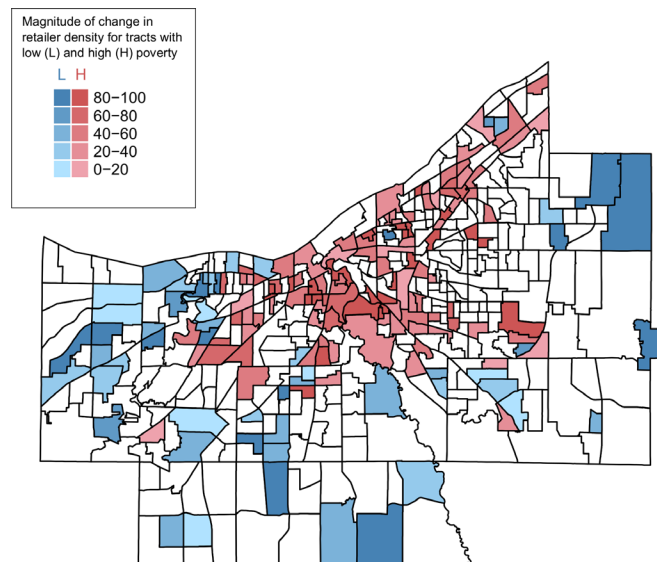 Magnitude of change in
retailer density for tracts with
low (L) and high (H) poverty
L H
80−100
60−80
40−60
20−40
0−20